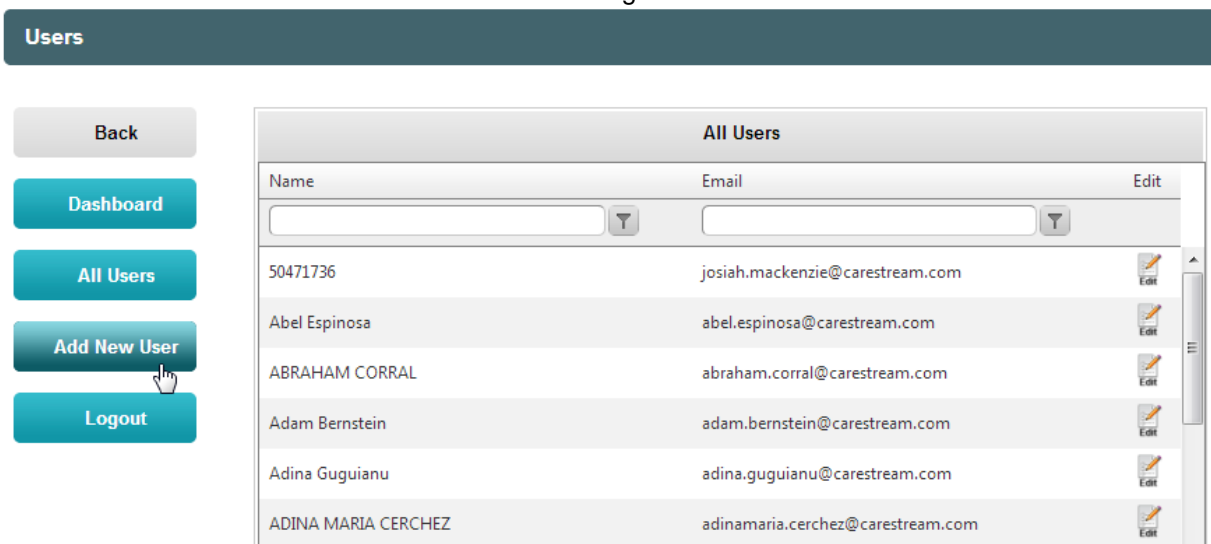 Users
Back
All Users
Name Email Edit
Dashboard
All Users
50471736 josiah.mackenzie@carestream.com Edit
Abel Espinosa abel.espinosa@carestream.com Edit
Add New User
ABRAHAM CORRAL abraham.corral@carestream.com Edit
Logout
Adam Bernstein adam.bernstein@carestream.com Edit
Adina Guguianu adina.guguianu@carestream.com Edit
ADINA MARIA CERCHEZ adinamaria.cerchez@carestream.com Edit